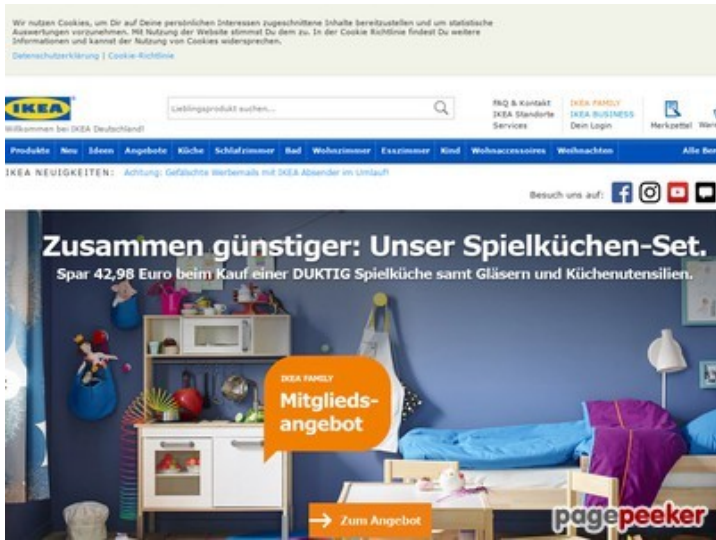 Wir nutzen Cookies, um Dir auf Deine persönlichen Interessen zugeschnittene Inhalte bereitzustellen und um statistische
Auswertungen vorzunehmen. Mit Nutzung der Website stimmst Du dem zu. In der Cookie Richtlinie findest Du weitere
Informationen und kannst der Nutzung von Cookies widersprechen.
Datenschutzerklärung | Cookie-Richtlinie
IKEA
Willkommen bei IKEA Deutschland!
Lieblingsprodukt suchen...
FAQ & Kontakt
IKEA Standorte
Services
IKEA FAMILY
IKEA BUSINESS
Dein Login
Merkzettel
Produkte Neu Ideen Angebote Küche Schlafzimmer Bad Wohnzimmer Esszimmer Kind Wohnaccessoires Weihnachten Alle Ber
IKEA NEUIGKEITEN: Achtung: Gefälschte Werbemails mit IKEA Absender im Umlauf!
Besuch uns auf:
Zusammen günstiger: Unser Spielküchen-Set.
Spar 42,98 Euro beim Kauf einer DUKTIG Spielküche samt Gläsern und Küchenutensilien.
IKEA FAMILY
Mitglieds-
angebot
Zum Angebot
pagepeeker